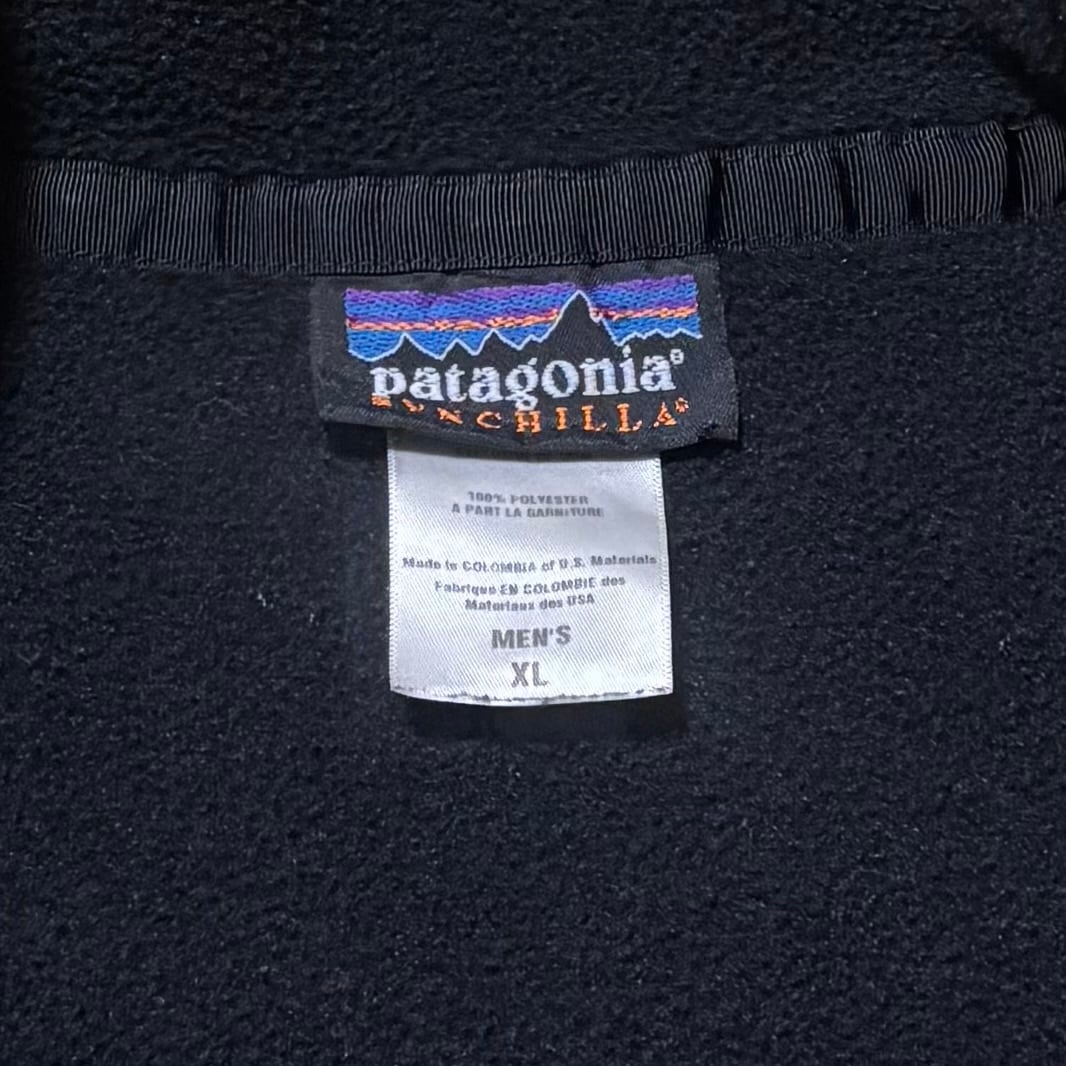 patagonia®
SYNCHILLA®
100% POLYESTER
A PART LA GARNITURE
Made in COLOMBIA of U.S. Materials
Fabrique EN COLOMBIE des
Materiaux des USA
MEN'S
XL